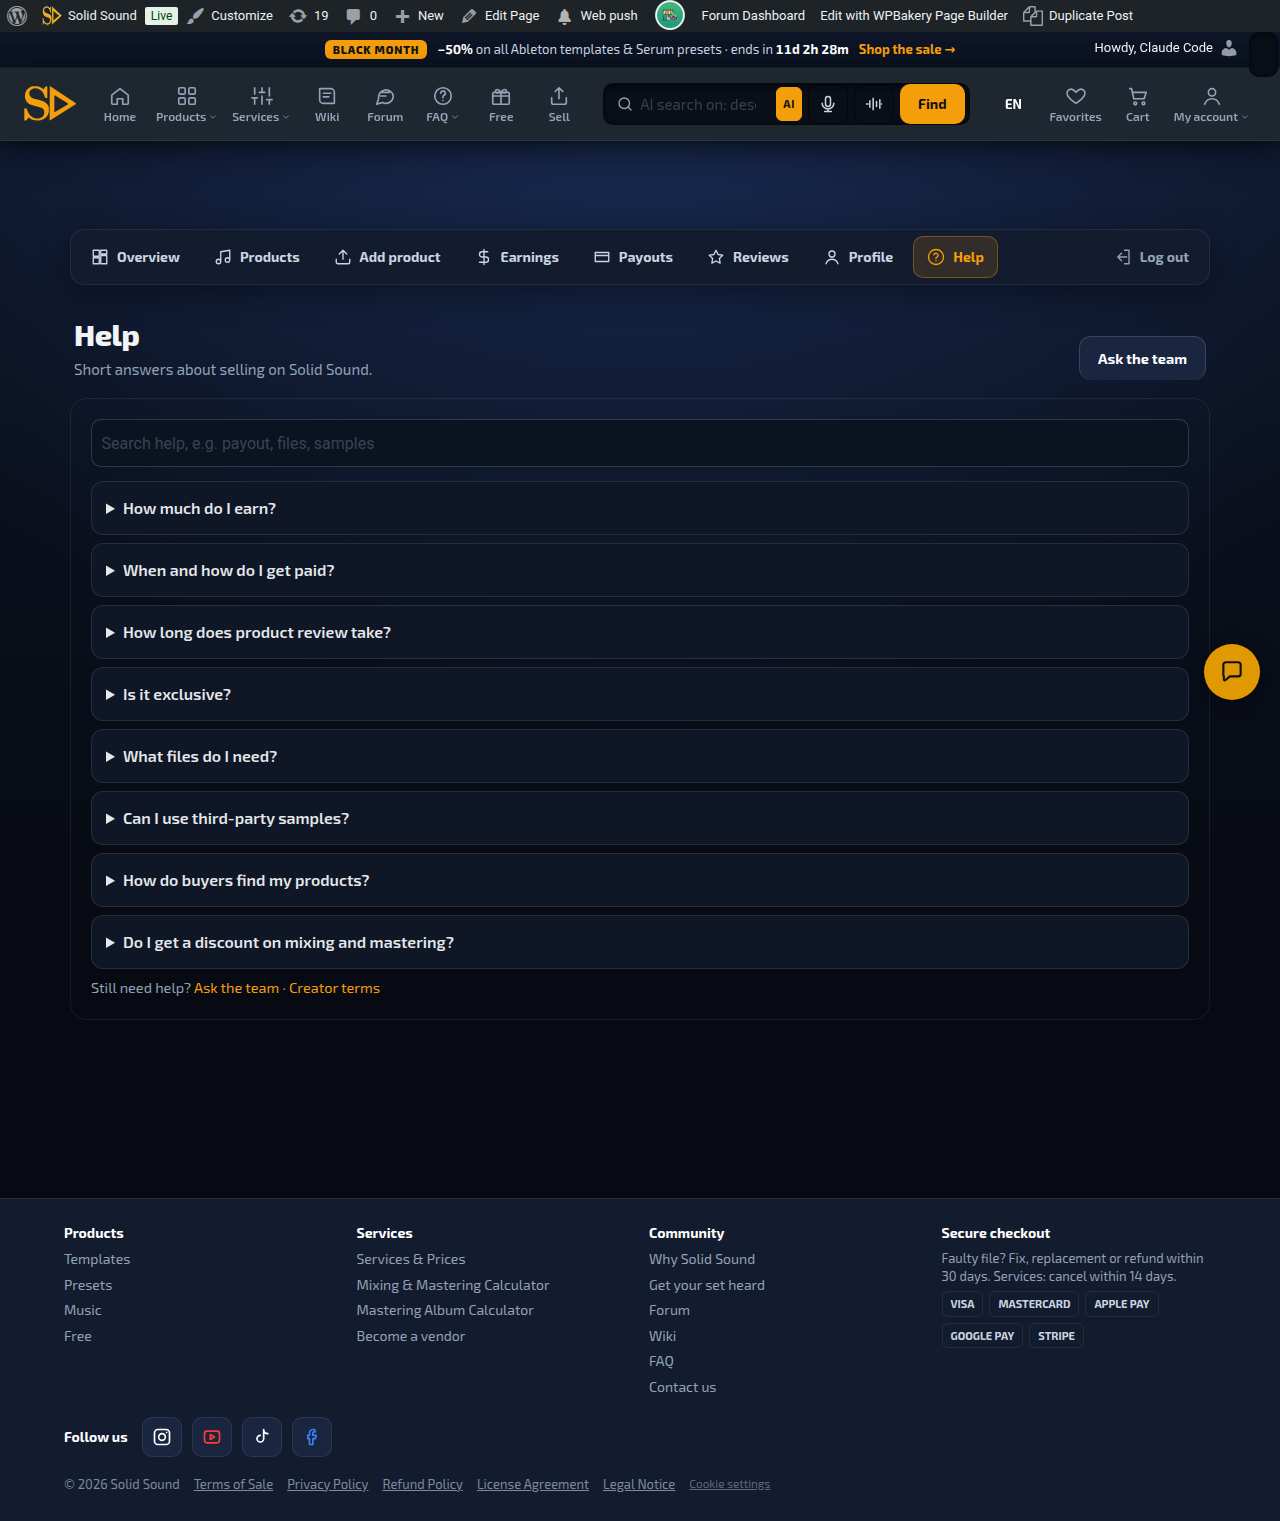 Solid Sound Live Customize 19 0 New Edit Page Web push Forum Dashboard Edit with WPBakery Page Builder Duplicate Post
BLACK MONTH −50% on all Ableton templates & Serum presets · ends in 11d 2h 28m Shop the sale →
Howdy, Claude Code
Home Products Services Wiki Forum FAQ Free Sell
AI search on: des
AI
Find
EN
Favorites Cart My account
Overview Products Add product Earnings Payouts Reviews Profile Help Log out
Help
Short answers about selling on Solid Sound.
Ask the team
Search help, e.g. payout, files, samples
How much do I earn?
When and how do I get paid?
How long does product review take?
Is it exclusive?
What files do I need?
Can I use third-party samples?
How do buyers find my products?
Do I get a discount on mixing and mastering?
Still need help? Ask the team · Creator terms
Products
Templates
Presets
Music
Free
Services
Services & Prices
Mixing & Mastering Calculator
Mastering Album Calculator
Become a vendor
Community
Why Solid Sound
Get your set heard
Forum
Wiki
FAQ
Contact us
Secure checkout
Faulty file? Fix, replacement or refund within
30 days. Services: cancel within 14 days.
VISA MASTERCARD APPLE PAY
GOOGLE PAY STRIPE
Follow us
© 2026 Solid Sound Terms of Sale Privacy Policy Refund Policy License Agreement Legal Notice Cookie settings